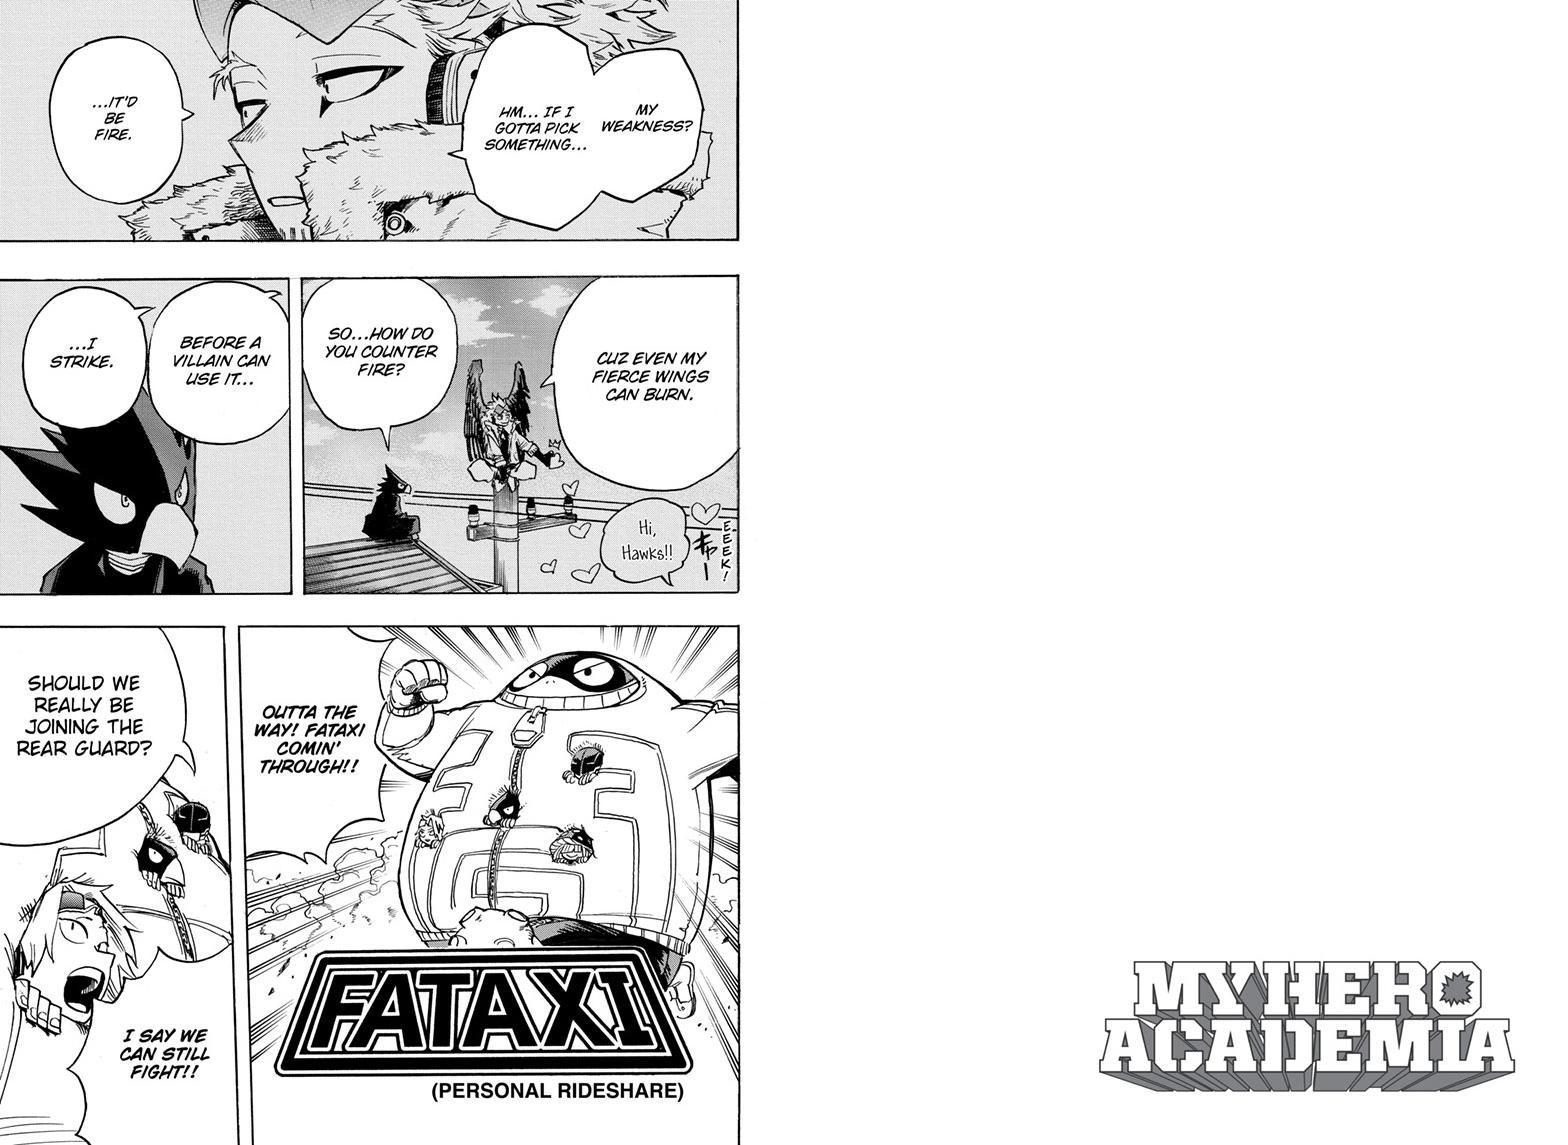 MY
WEAKNESS?
HM... IF I
GOTTA PICK
SOMETHING...
...IT'D
BE
FIRE.
CUZ EVEN MY
FIERCE WINGS
CAN BURN.
Hi,
Hawks!!
キャー
EEEK!
SO...HOW DO
YOU COUNTER
FIRE?
BEFORE A
VILLAIN CAN
USE IT...
...I
STRIKE.
OUTTA THE
WAY! FATAXI
COMIN'
THROUGH!!
FATAXI
(PERSONAL RIDESHARE)
SHOULD WE
REALLY BE
JOINING THE
REAR GUARD?
I SAY WE
CAN STILL
FIGHT!!
MY HERO
ACADEMIA